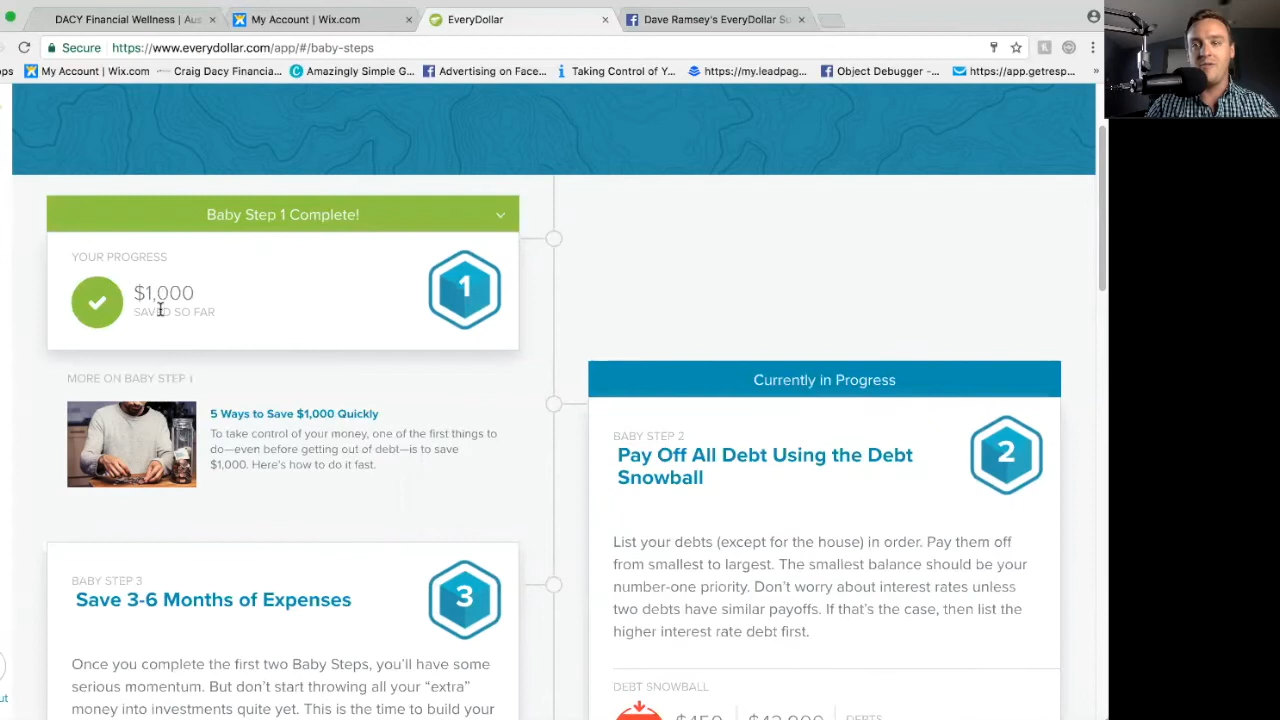 DACY Financial Wellness | Aus
My Account | Wix.com
EveryDollar
Dave Ramsey's EveryDollar Su
Secure
https://www.everydollar.com/app/#/baby-steps
My Account | Wix.com
Craig Dacy Financia...
Amazingly Simple G...
Advertising on Face...
Taking Control of Y...
https://my.leadpag...
Object Debugger -...
https://app.getresp...
»
Baby Step 1 Complete!
YOUR PROGRESS
$1,000
SAVED SO FAR
1
MORE ON BABY STEP 1
5 Ways to Save $1,000 Quickly
To take control of your money, one of the first things to
do—even before getting out of debt—is to save
$1,000. Here's how to do it fast.
Currently in Progress
BABY STEP 2
Pay Off All Debt Using the Debt
Snowball
2
List your debts (except for the house) in order. Pay them off
from smallest to largest. The smallest balance should be your
number-one priority. Don't worry about interest rates unless
two debts have similar payoffs. If that's the case, then list the
higher interest rate debt first.
DEBT SNOWBALL
DEBTS
BABY STEP 3
Save 3-6 Months of Expenses
3
Once you complete the first two Baby Steps, you'll have some
serious momentum. But don't start throwing all your "extra"
money into investments quite yet. This is the time to build your